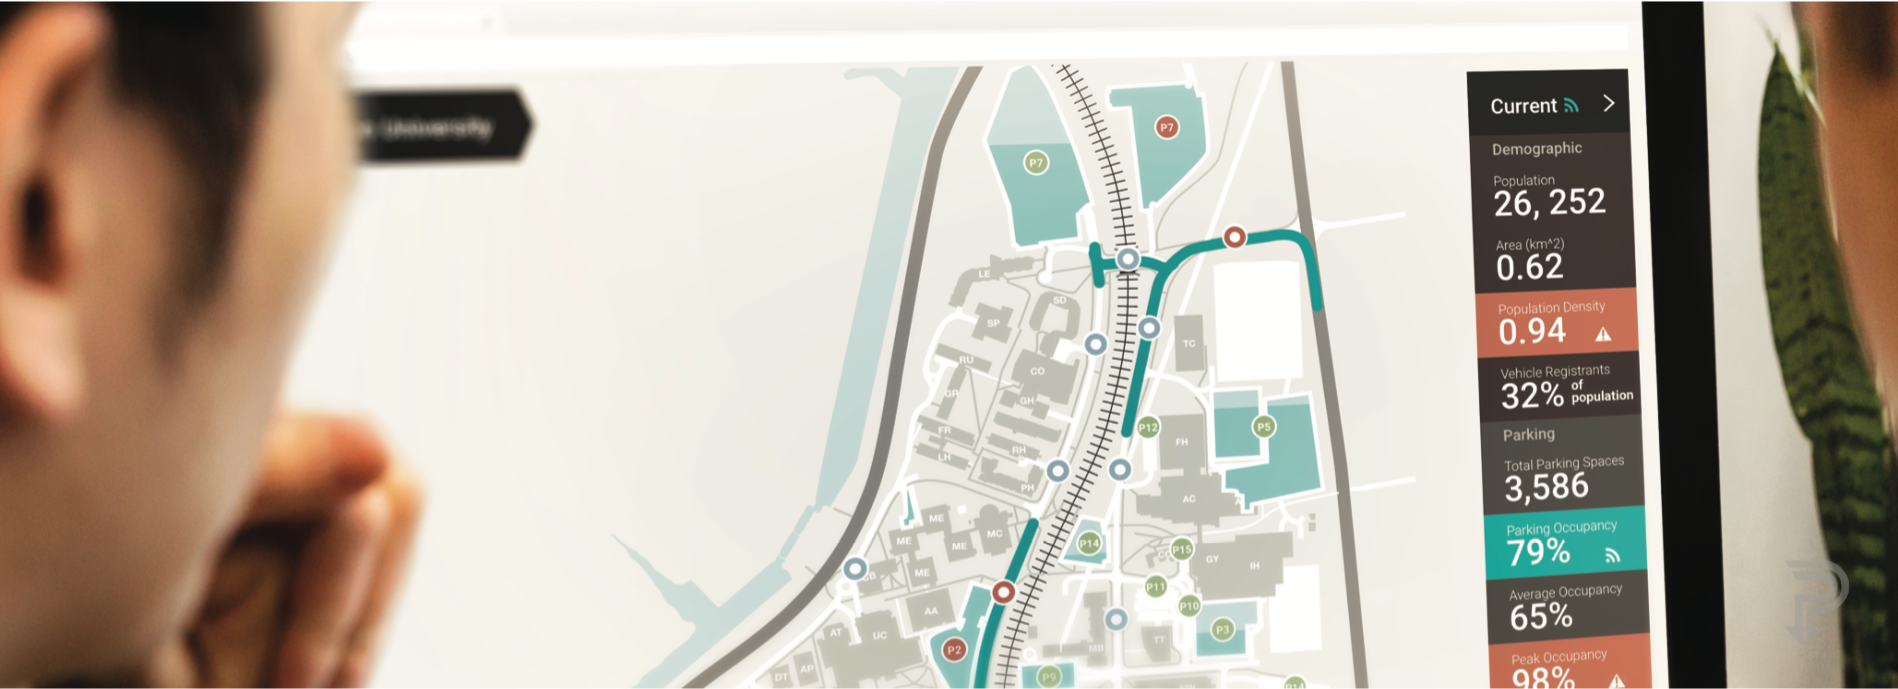 University
Current
Demographic
Population
26, 252
Area (km^2)
0.62
Population Density
0.94
Vehicle Registrants
32% of population
Parking
Total Parking Spaces
3,586
Parking Occupancy
79%
Average Occupancy
65%
Peak Occupancy
98%
P7
P7
LE
SD
SP
TC
RU
CO
GR
GH
P12
P5
FR
FH
RH
LH
PH
AC
ME
MC
ME
ME
P14
P15
GY
IH
ME
P11
P10
AA
P3
AT
UC
TT
P2
AP
DT
P9
P14